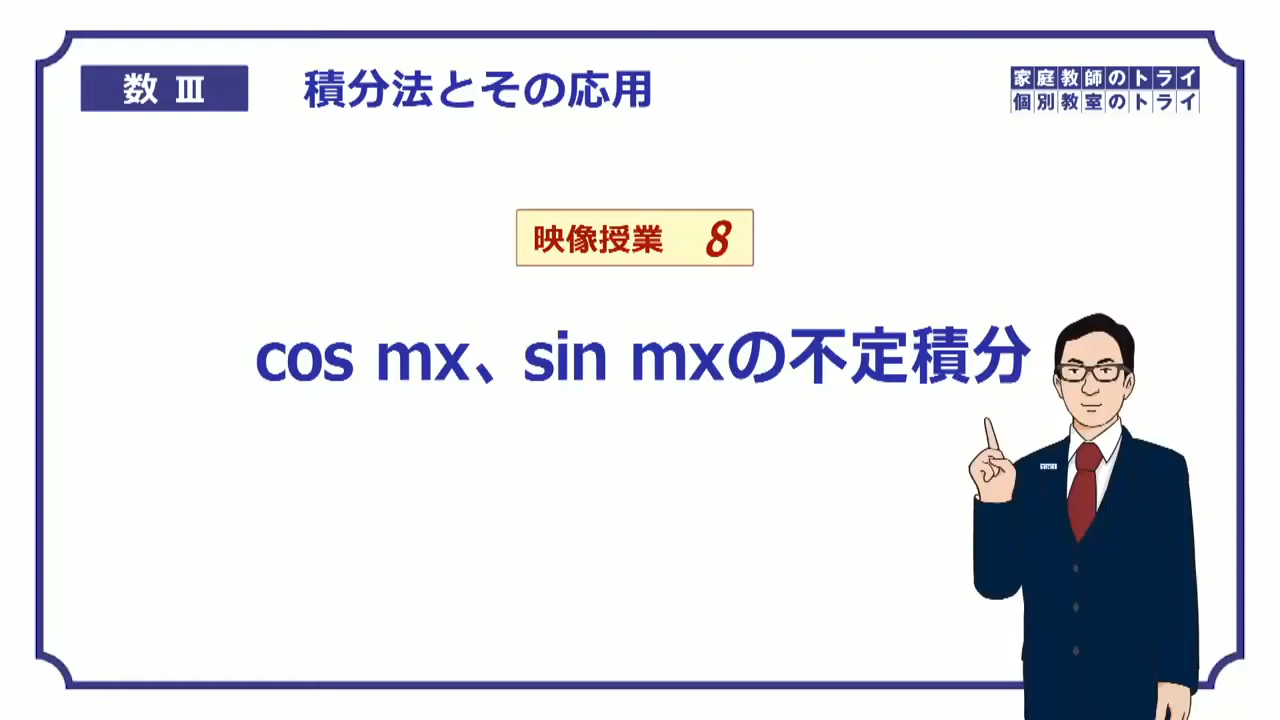 数 Ⅲ 積分法とその応用
家庭教師のトライ
個別教室のトライ
映像授業 8
cos mx、sin mxの不定積分